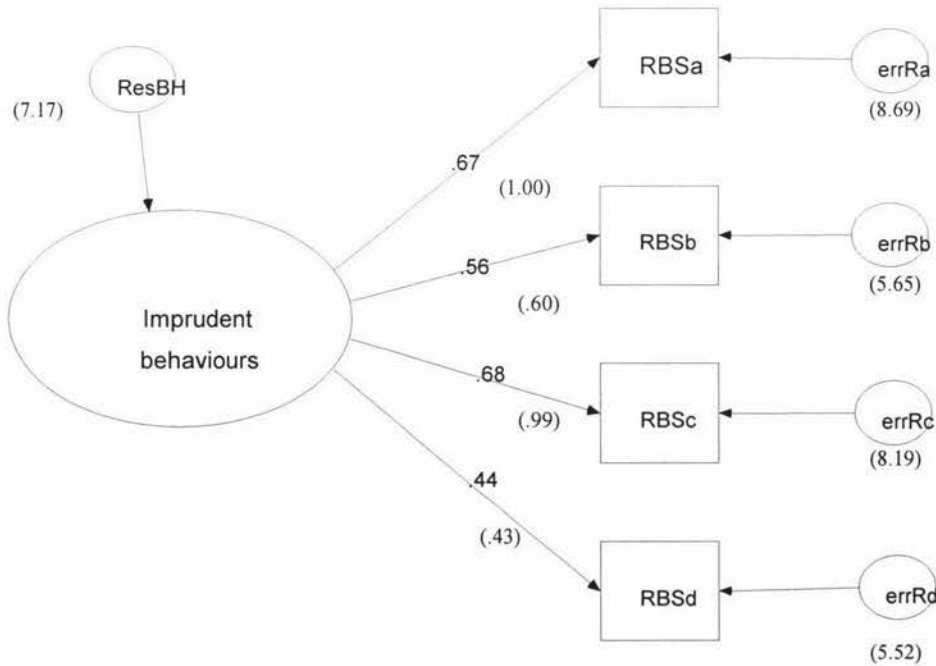 ResBH
(7.17)
RBSa
errRa
(8.69)
.67
(1.00)
RBSb
errRb
(5.65)
.56
(.60)
Imprudent
behaviours
.68
(.99)
RBSc
errRc
(8.19)
.44
(.43)
RBSd
errRd
(5.52)